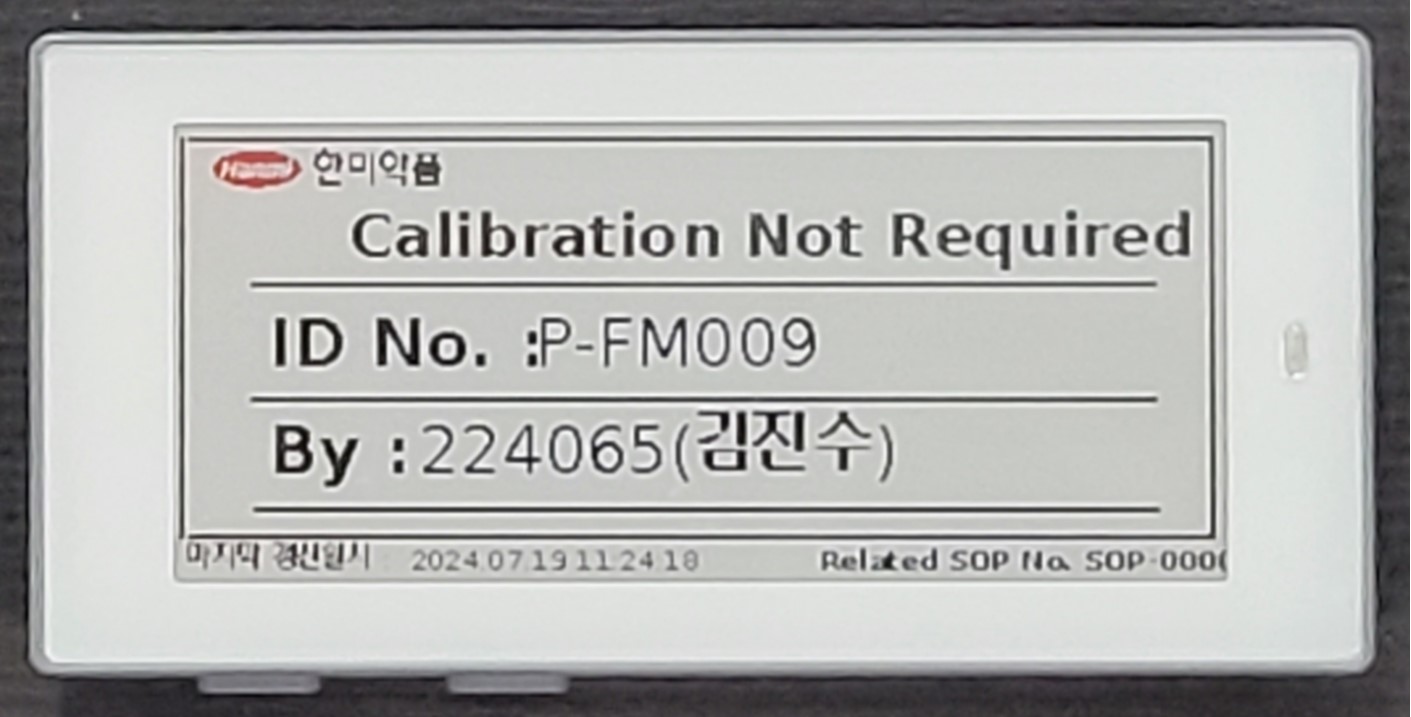 Hanmi 한미약품
Calibration Not Required
ID No. :P-FM009
By :224065(김진수)
마지막 갱신일시 : 2024.07.19 11:24:18 Related SOP No. SOP-000